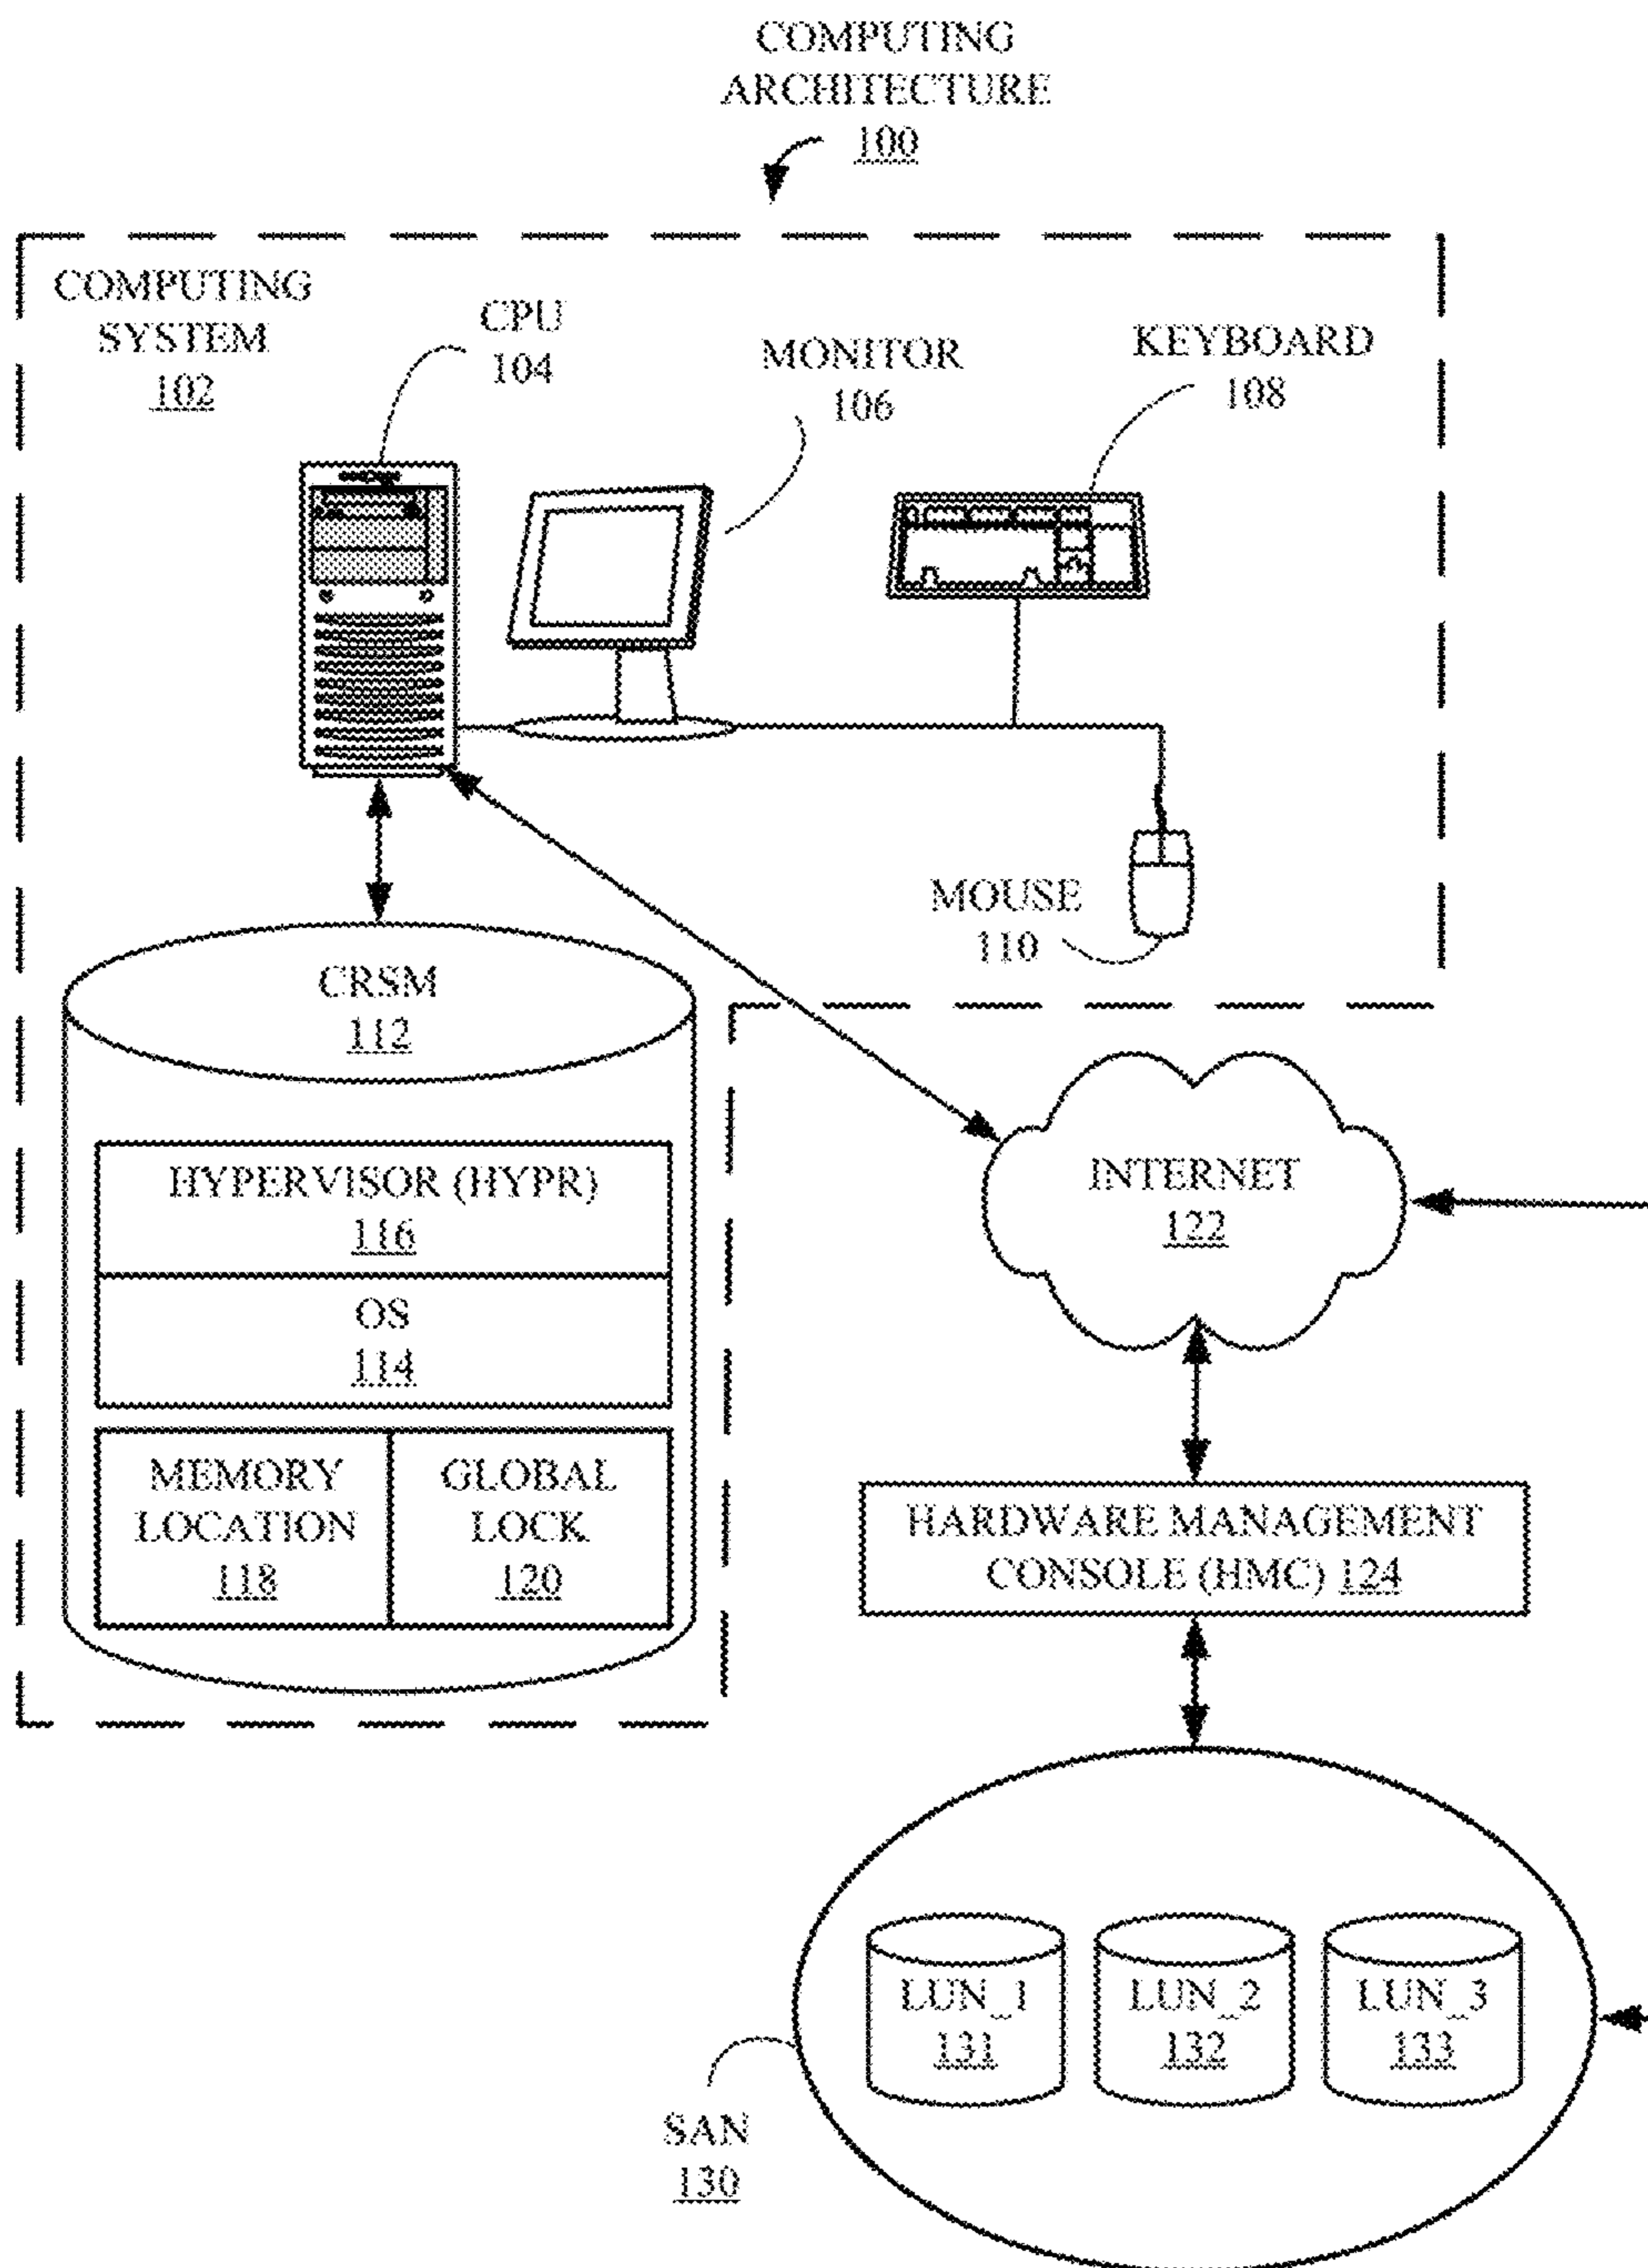 COMPUTING
ARCHITECTURE
100
COMPUTING
SYSTEM
102
CPU
104
MONITOR
106
KEYBOARD
108
MOUSE
110
CRSM
112
HYPERVISOR (HYPR)
116
OS
114
MEMORY
LOCATION
118
GLOBAL
LOCK
120
INTERNET
122
HARDWARE MANAGEMENT
CONSOLE (HMC) 124
LUN_1
131
LUN_2
132
LUN_3
133
SAN
130